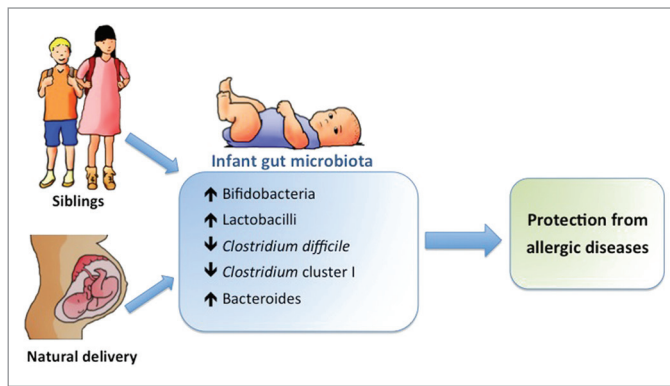 Siblings
Infant gut microbiota
↑ Bifidobacteria
↑ Lactobacilli
↓ Clostridium difficile
↓ Clostridium cluster I
↑ Bacteroides
Natural delivery
Protection from
allergic diseases